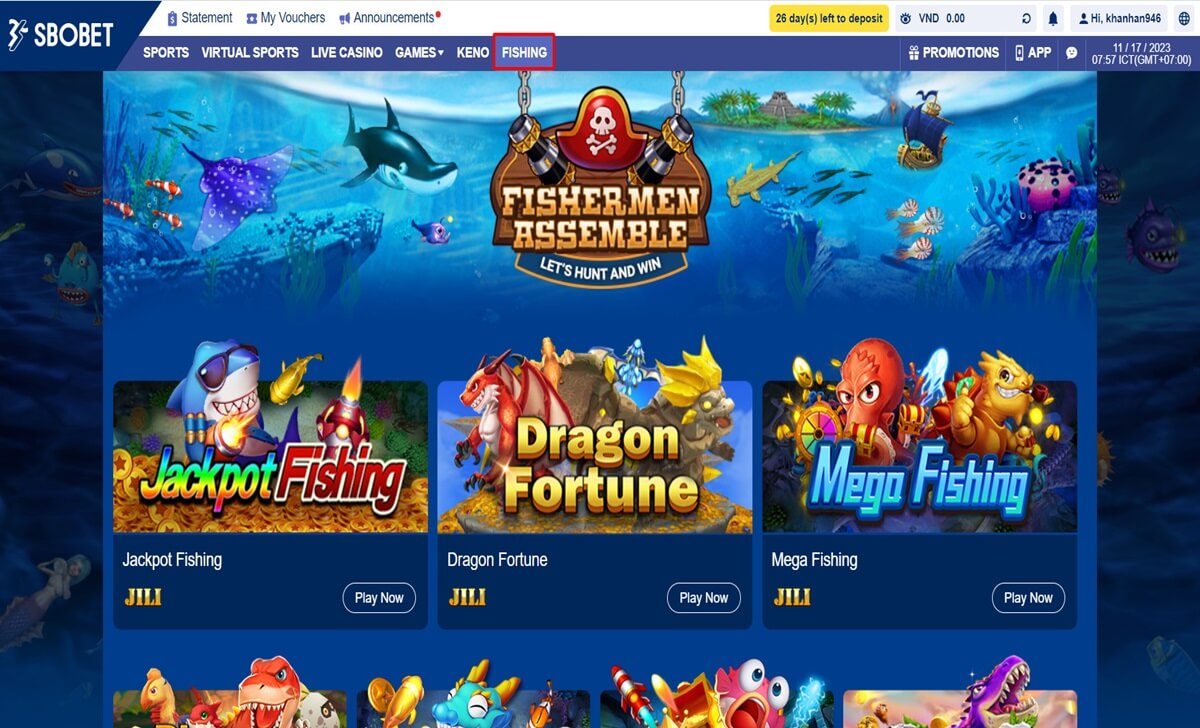 SBOBET
Statement
My Vouchers
Announcements
26 day(s) left to deposit
VND 0.00
Hi, khanhan946
SPORTS
VIRTUAL SPORTS
LIVE CASINO
GAMES
KENO
FISHING
PROMOTIONS
APP
11 / 17 / 2023
07:57 ICT(GMT+07:00)
FISHERMEN
ASSEMBLE
LET'S HUNT AND WIN
Jackpot Fishing
Dragon
Fortune
Mega Fishing
Jackpot Fishing
Dragon Fortune
Mega Fishing
JILI
Play Now
JILI
Play Now
JILI
Play Now